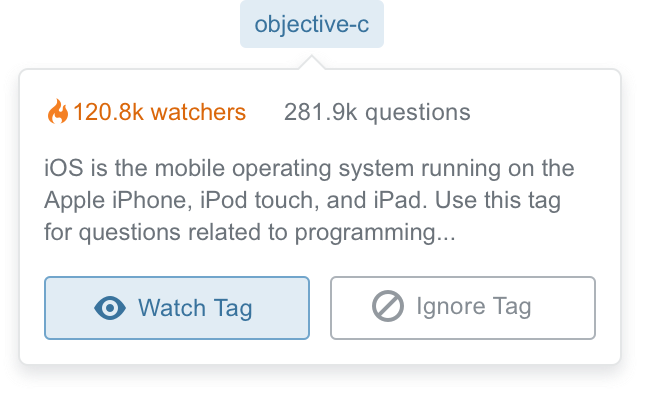 objective-c
120.8k watchers 281.9k questions
iOS is the mobile operating system running on the
Apple iPhone, iPod touch, and iPad. Use this tag
for questions related to programming...
Watch Tag Ignore Tag